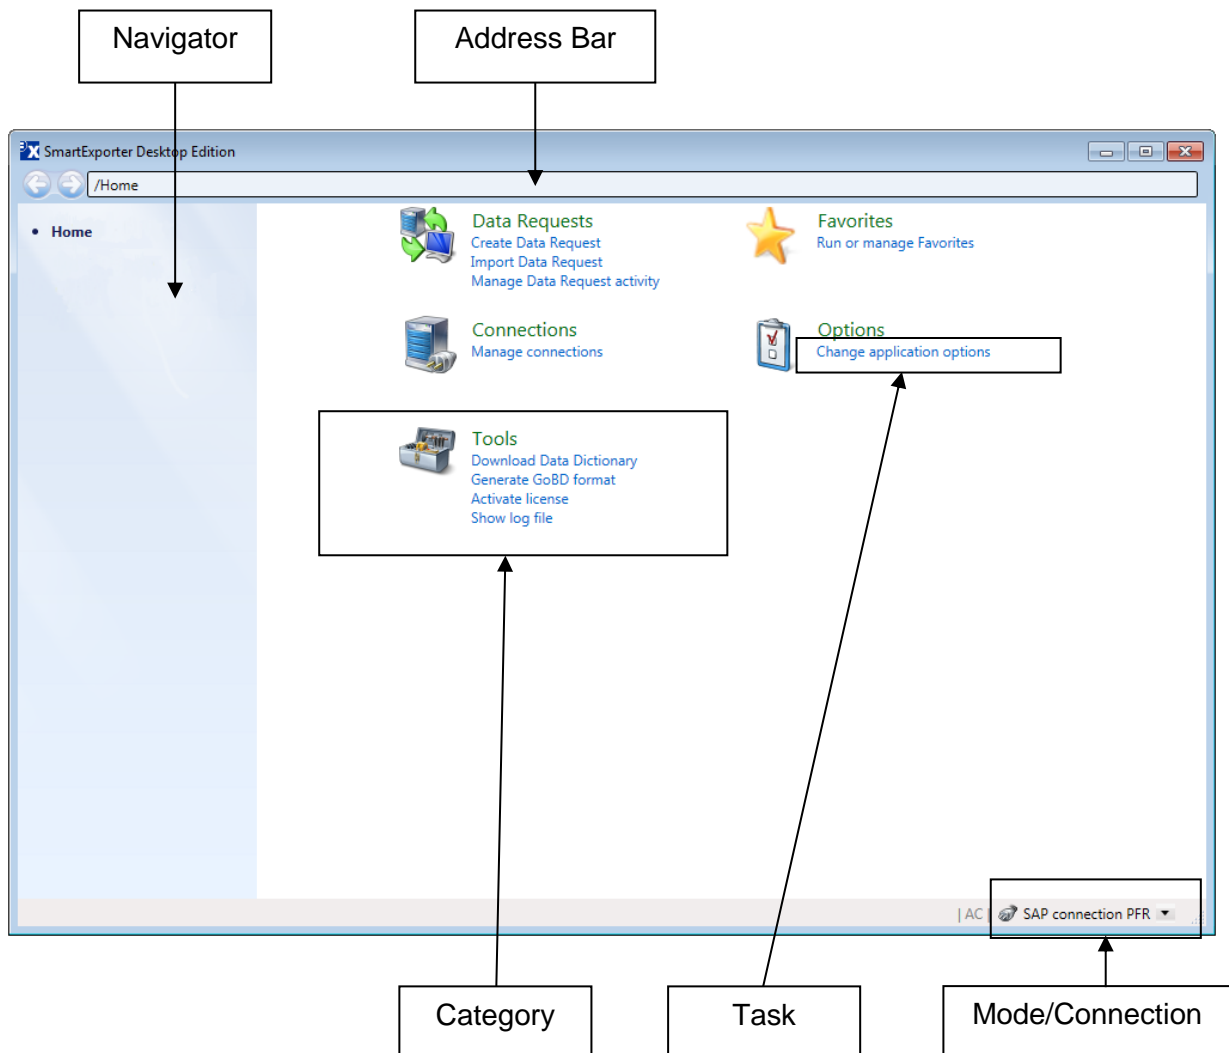 Navigator
Address Bar
SmartExporter Desktop Edition
/Home
• Home
Data Requests
Create Data Request
Import Data Request
Manage Data Request activity
Favorites
Run or manage Favorites
Connections
Manage connections
Options
Change application options
Tools
Download Data Dictionary
Generate GoBD format
Activate license
Show log file
| AC | SAP connection PFR
Category
Task
Mode/Connection